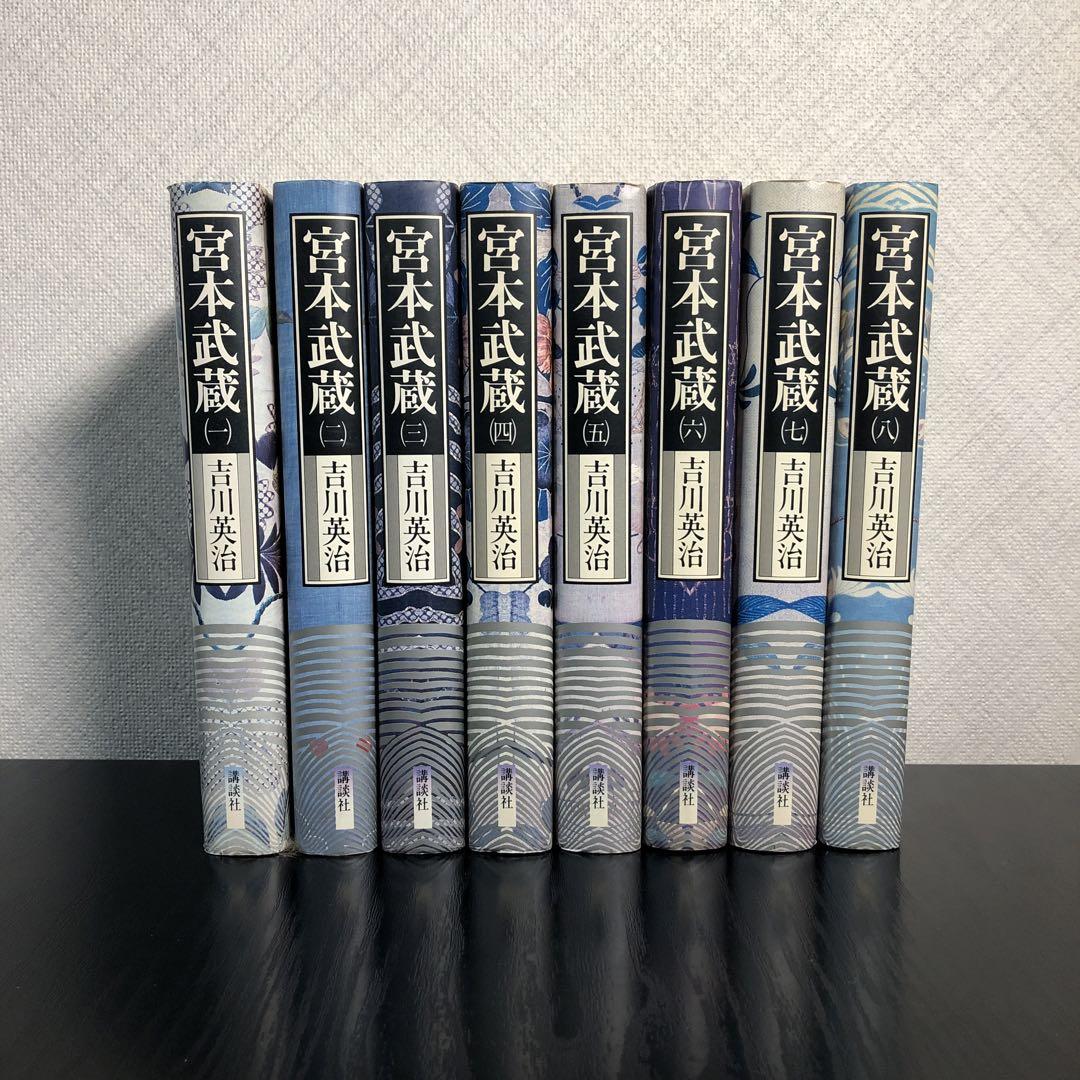 宮本武蔵
(一)
吉川英治
講談社
宮本武蔵
(二)
吉川英治
講談社
宮本武蔵
(三)
吉川英治
講談社
宮本武蔵
(四)
吉川英治
講談社
宮本武蔵
(五)
吉川英治
講談社
宮本武蔵
(六)
吉川英治
講談社
宮本武蔵
(七)
吉川英治
講談社
宮本武蔵
(八)
吉川英治
講談社